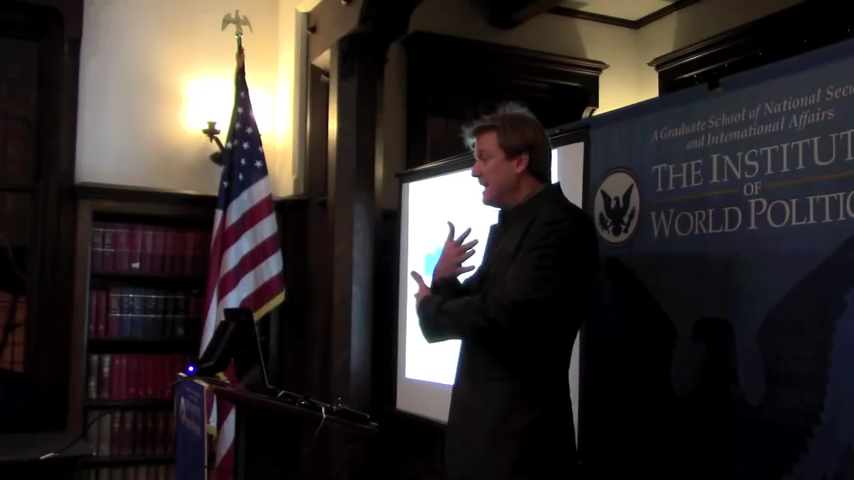 A Graduate School of National Secu
and International Affairs
THE INSTITUT
OF
WORLD POLITIC